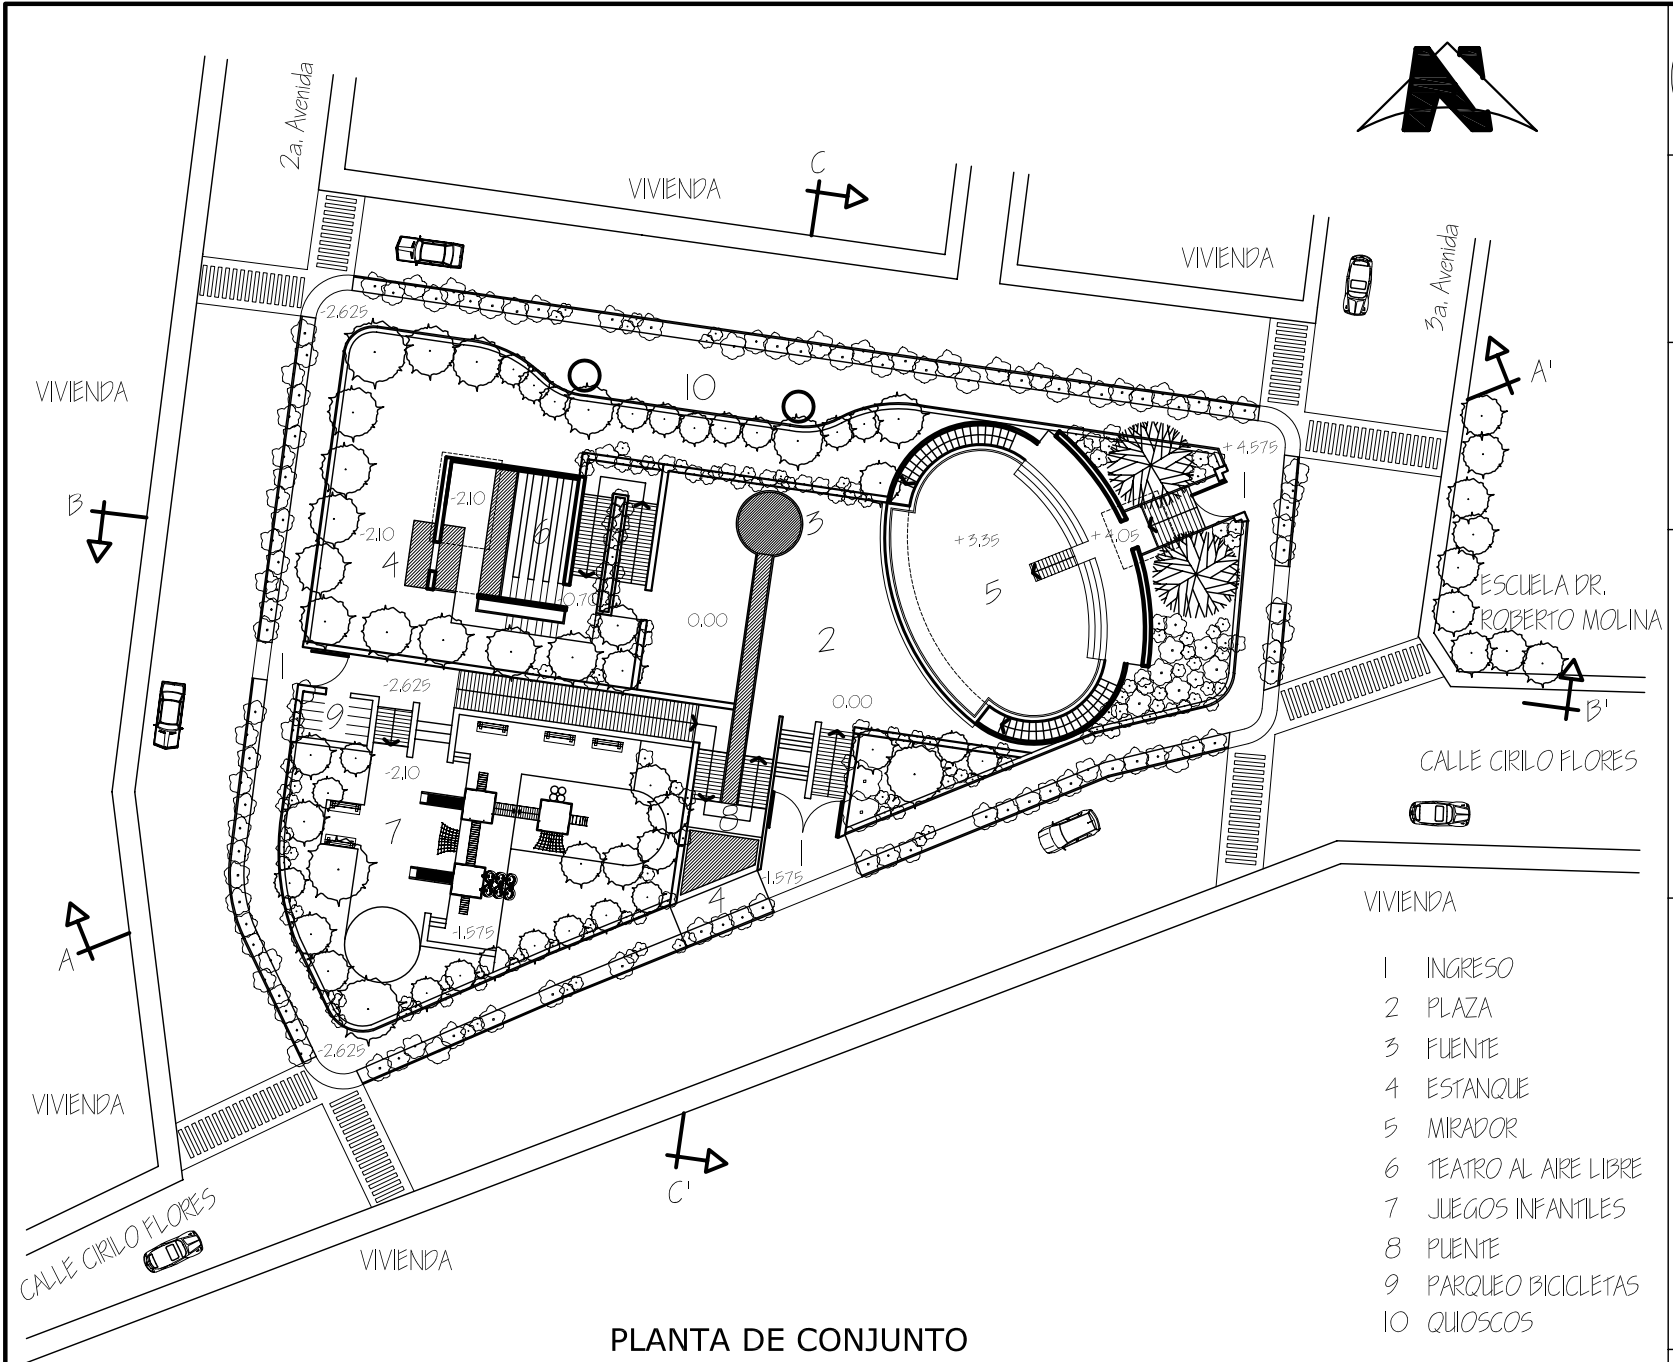 N
2a. Avenida
C
VIVIENDA
VIVIENDA
3a. Avenida
-2.625
A'
VIVIENDA
10
+4.575
1
B
-2.10
-2.10
6
3
4
+3.35
+4.05
5
-0.70
0.00
2
ESCUELA DR.
ROBERTO MOLINA
1
-2.625
0.00
B'
9
-2.10
CALLE CIRILO FLORES
7
8
1
-1.575
4
VIVIENDA
-1.575
A
-2.625
VIVIENDA
C'
CALLE CIRILO FLORES
VIVIENDA
1 INGRESO
2 PLAZA
3 FUENTE
4 ESTANQUE
5 MIRADOR
6 TEATRO AL AIRE LIBRE
7 JUEGOS INFANTILES
8 PUENTE
9 PARQUEO BICICLETAS
10 QUIOSCOS
PLANTA DE CONJUNTO